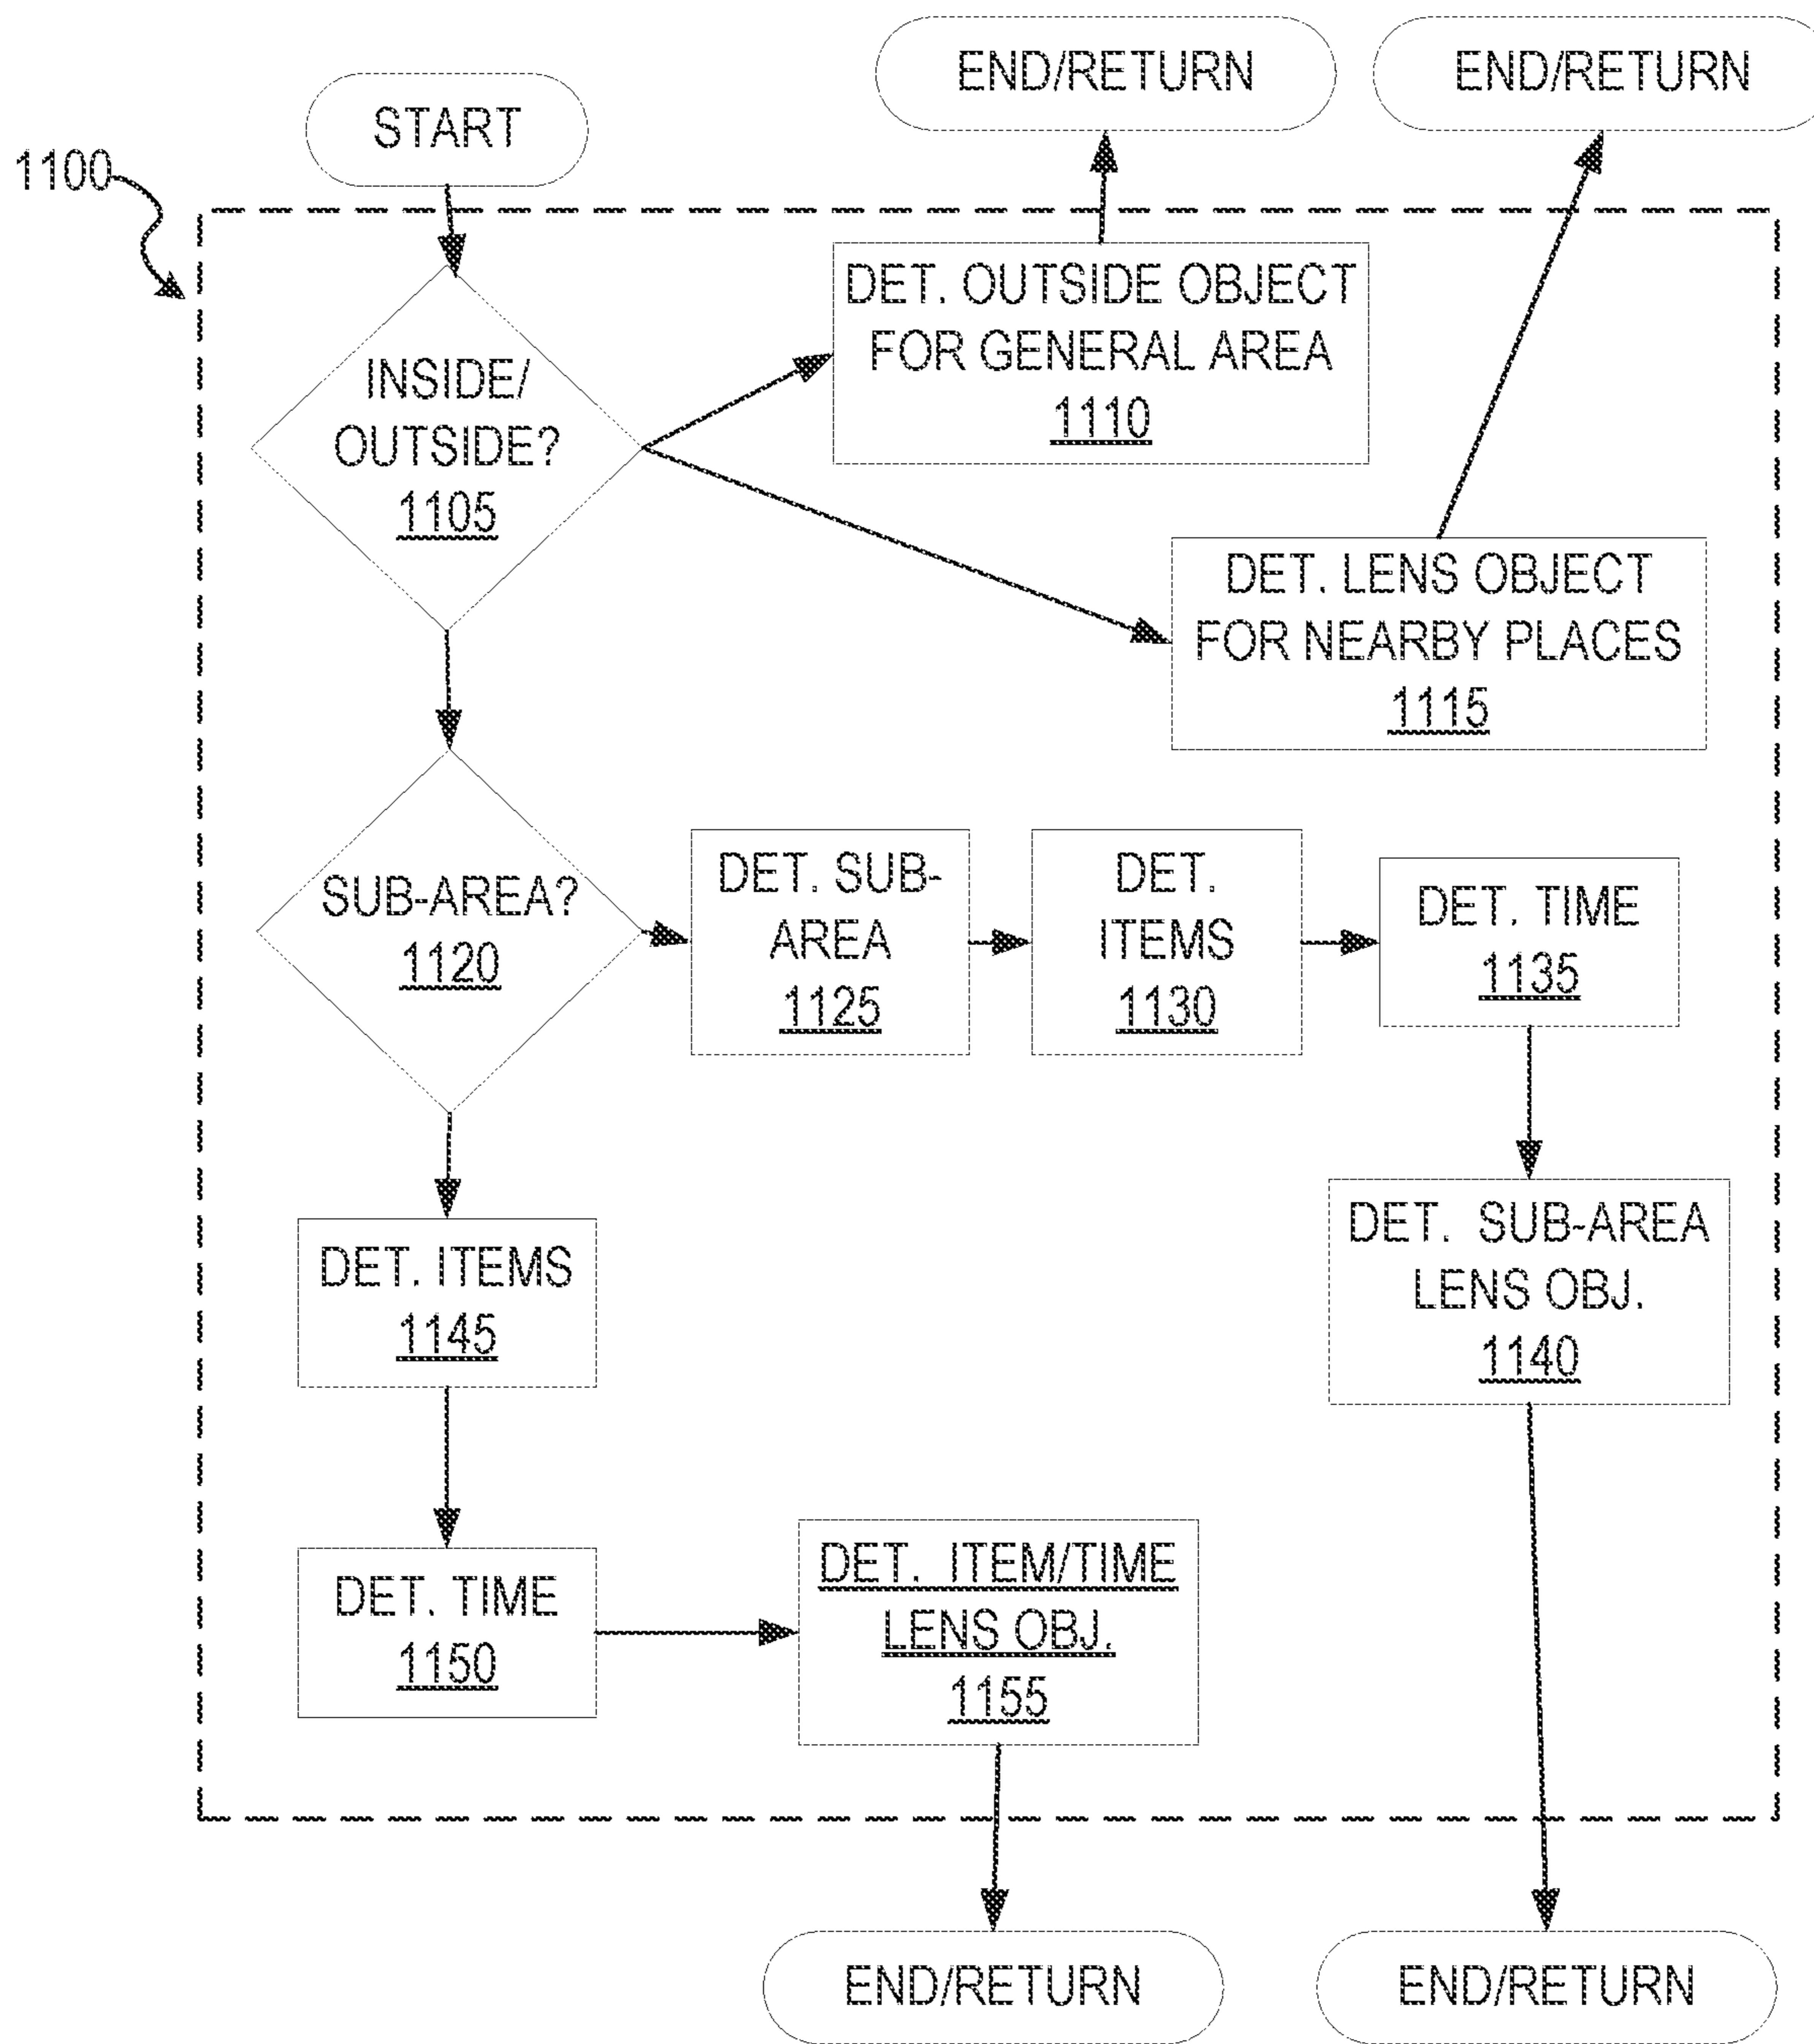 END/RETURN
END/RETURN
START
1100
DET. OUTSIDE OBJECT
FOR GENERAL AREA
1110
INSIDE/
OUTSIDE?
1105
DET. LENS OBJECT
FOR NEARBY PLACES
1115
SUB-AREA?
1120
DET. SUB-
AREA
1125
DET.
ITEMS
1130
DET. TIME
1135
DET. SUB-AREA
LENS OBJ.
1140
DET. ITEMS
1145
DET. TIME
1150
DET. ITEM/TIME
LENS OBJ.
1155
END/RETURN
END/RETURN